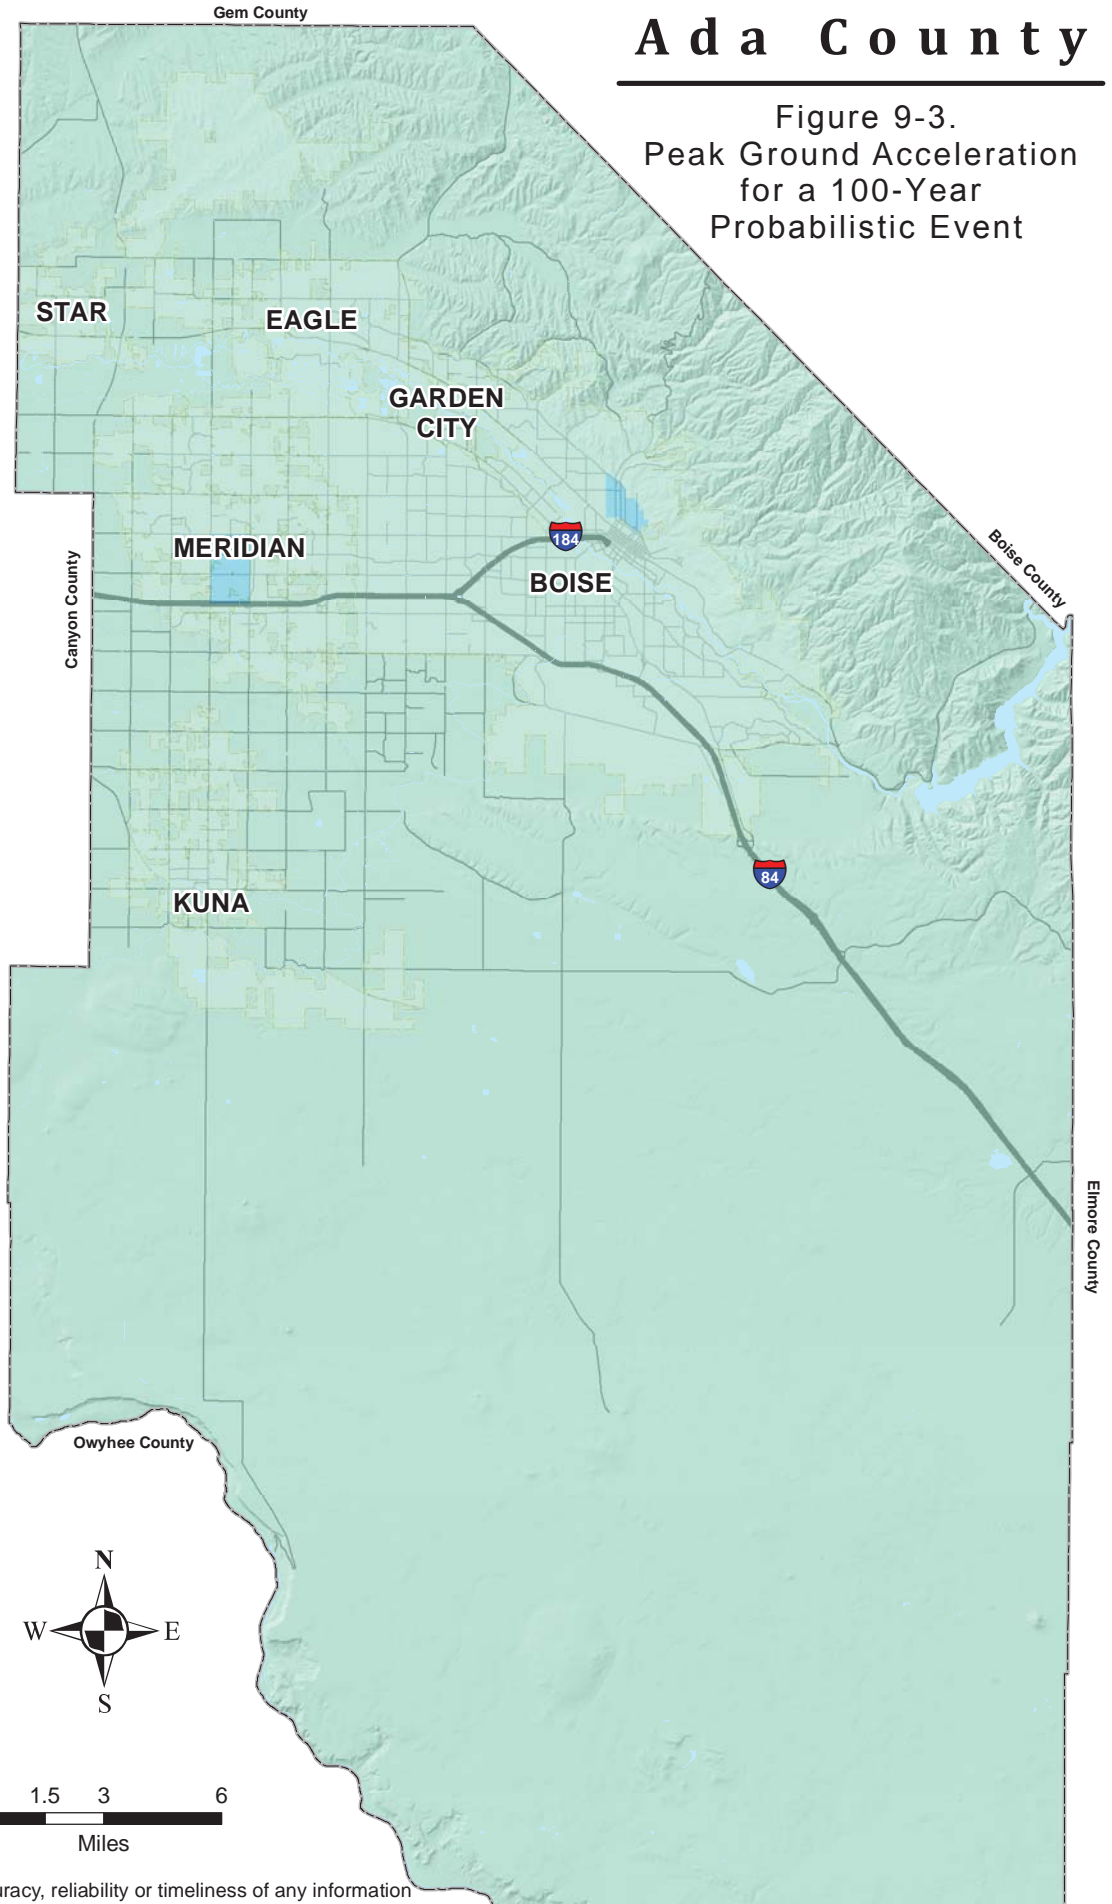 Gem County
Ada County
Figure 9-3.
Peak Ground Acceleration
for a 100-Year
Probabilistic Event
STAR
EAGLE
GARDEN
CITY
184
MERIDIAN
BOISE
Boise County
Canyon County
84
KUNA
Elmore County
Owyhee County
N
W E
S
1.5 3 6
Miles
reliability or timeliness of any information